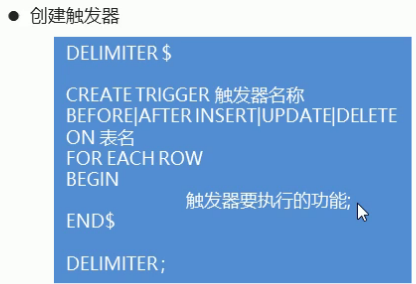 ● 创建触发器
DELIMITER $
CREATE TRIGGER 触发器名称
BEFORE|AFTER INSERT|UPDATE|DELETE
ON 表名
FOR EACH ROW
BEGIN
触发器要执行的功能;
END$
DELIMITER ;